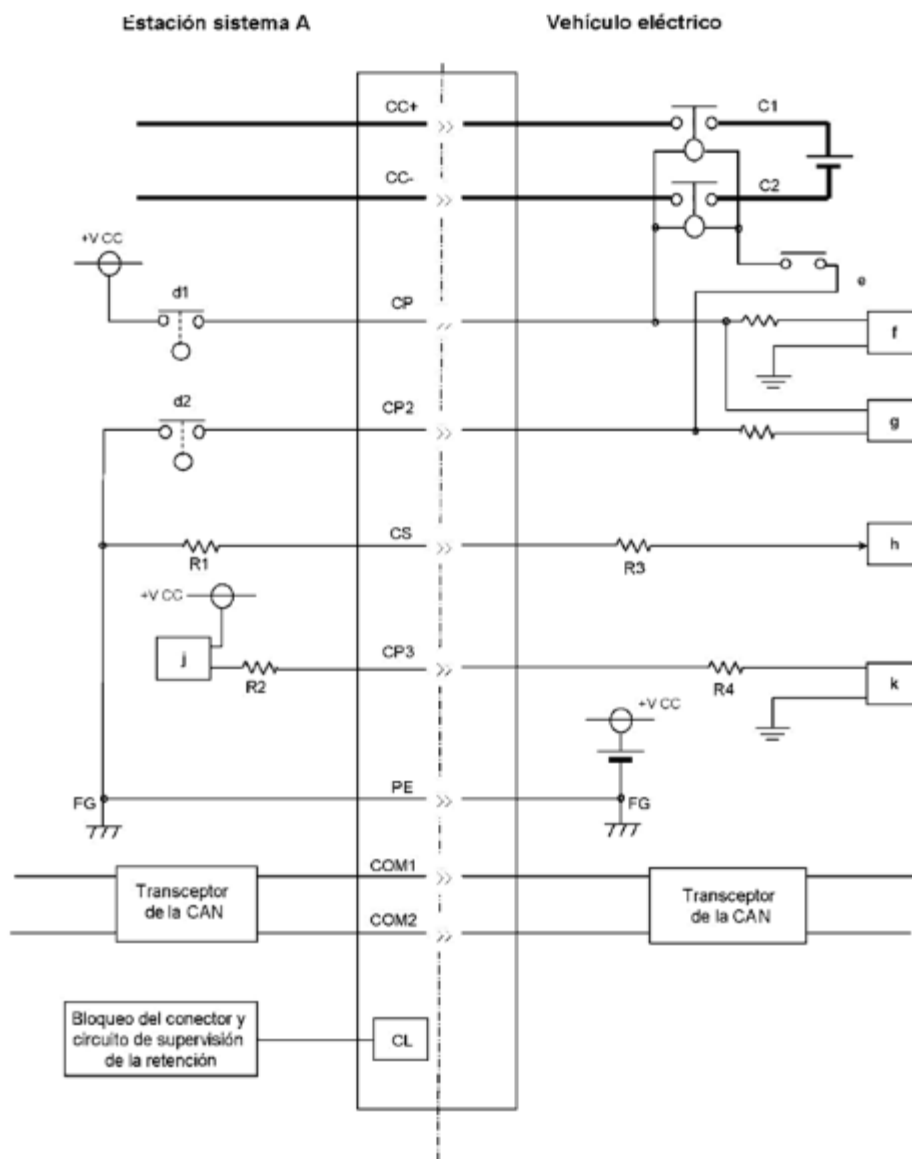 Estación sistema A
Vehículo eléctrico
CC+
C1
CC-
C2
+V CC
d1
CP
e
f
d2
CP2
g
CS
R1
R3
h
+V CC
j
CP3
R2
R4
k
+V CC
PE
FG
FG
COM1
Transceptor
de la CAN
Transceptor
de la CAN
COM2
Bloqueo del conector y
circuito de supervisión
de la retención
CL